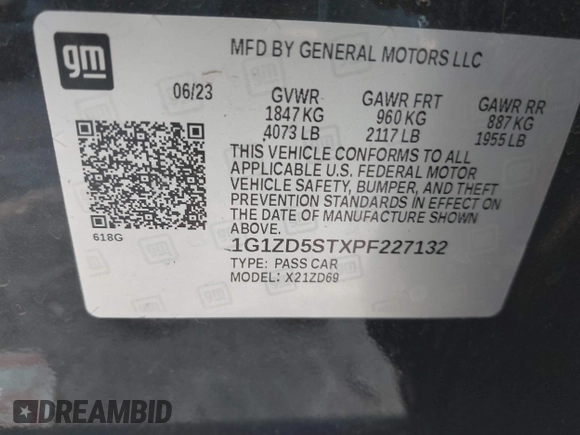 gm
MFD BY GENERAL MOTORS LLC
06/23 GVWR GAWR FRT GAWR RR
1847 KG 960 KG 887 KG
4073 LB 2117 LB 1955 LB
THIS VEHICLE CONFORMS TO ALL
APPLICABLE U.S. FEDERAL MOTOR
VEHICLE SAFETY, BUMPER, AND THEFT
PREVENTION STANDARDS IN EFFECT ON
THE DATE OF MANUFACTURE SHOWN
ABOVE.
618G
1G1ZD5STXPF227132
TYPE: PASS CAR
MODEL: X21ZD69
DREAMBID